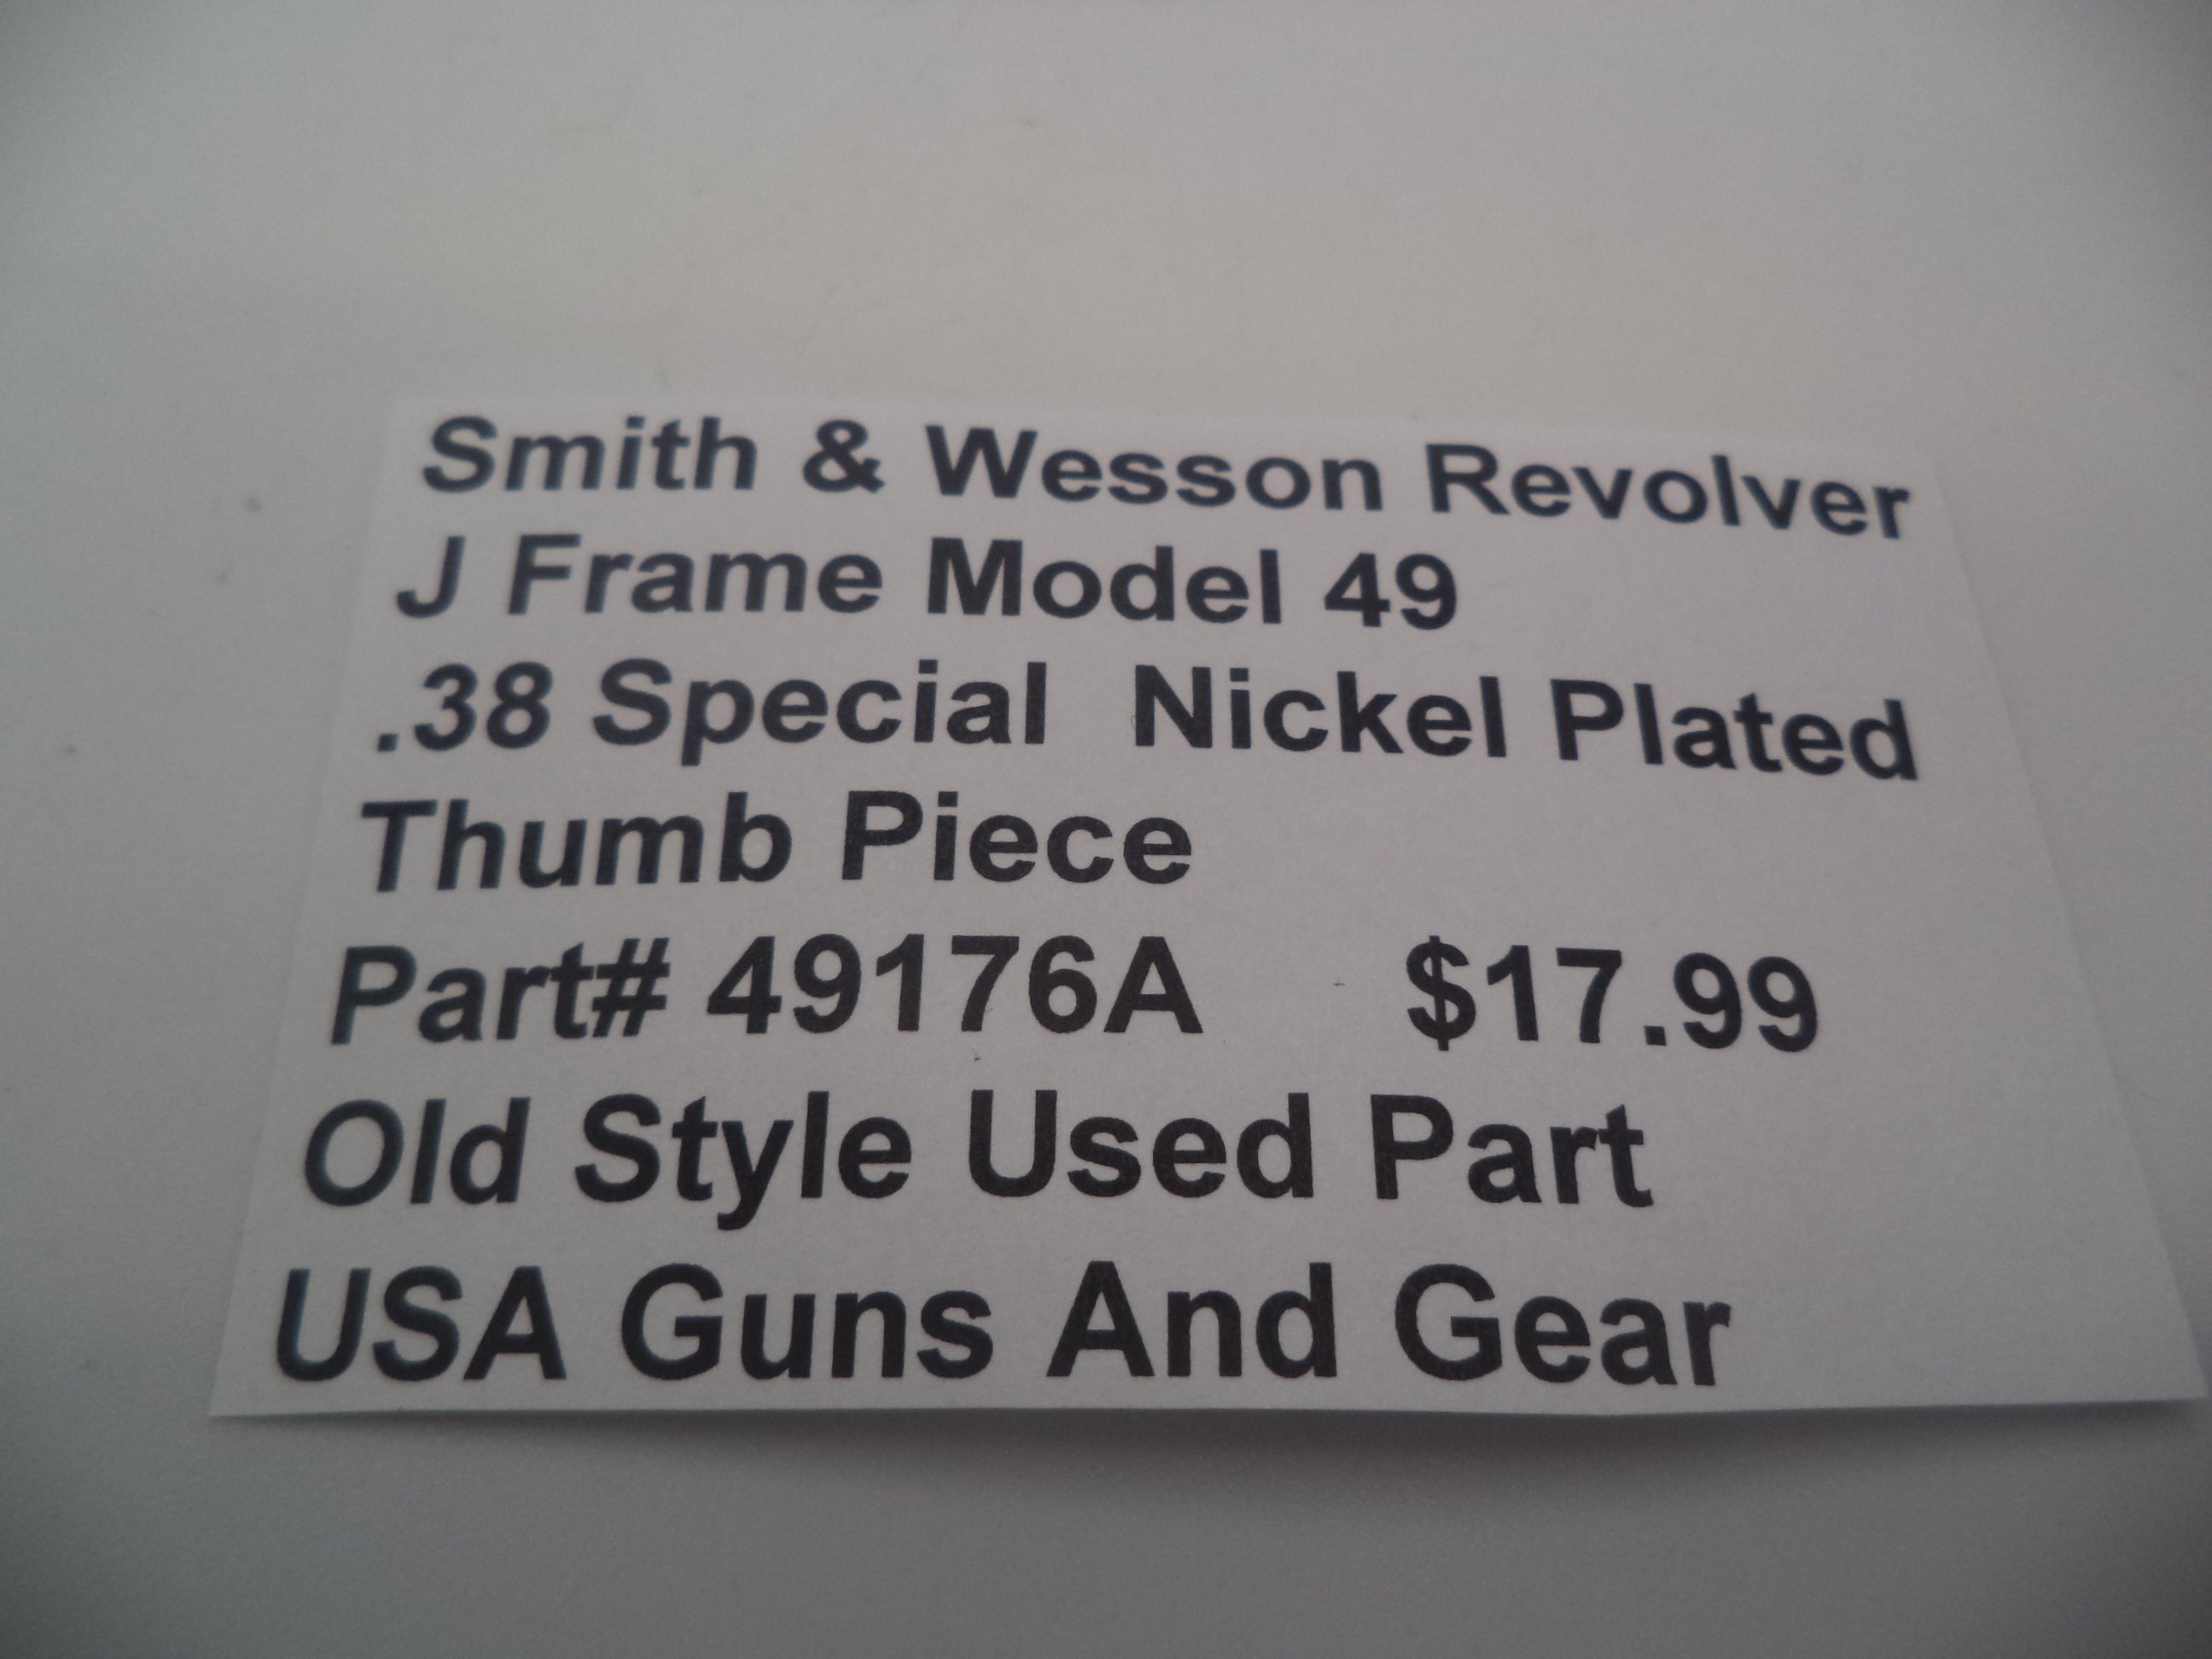 Smith & Wesson Revolver
J Frame Model 49
.38 Special  Nickel Plated
Thumb Piece
Part# 49176A $17.99
Old Style Used Part
USA Guns And Gear